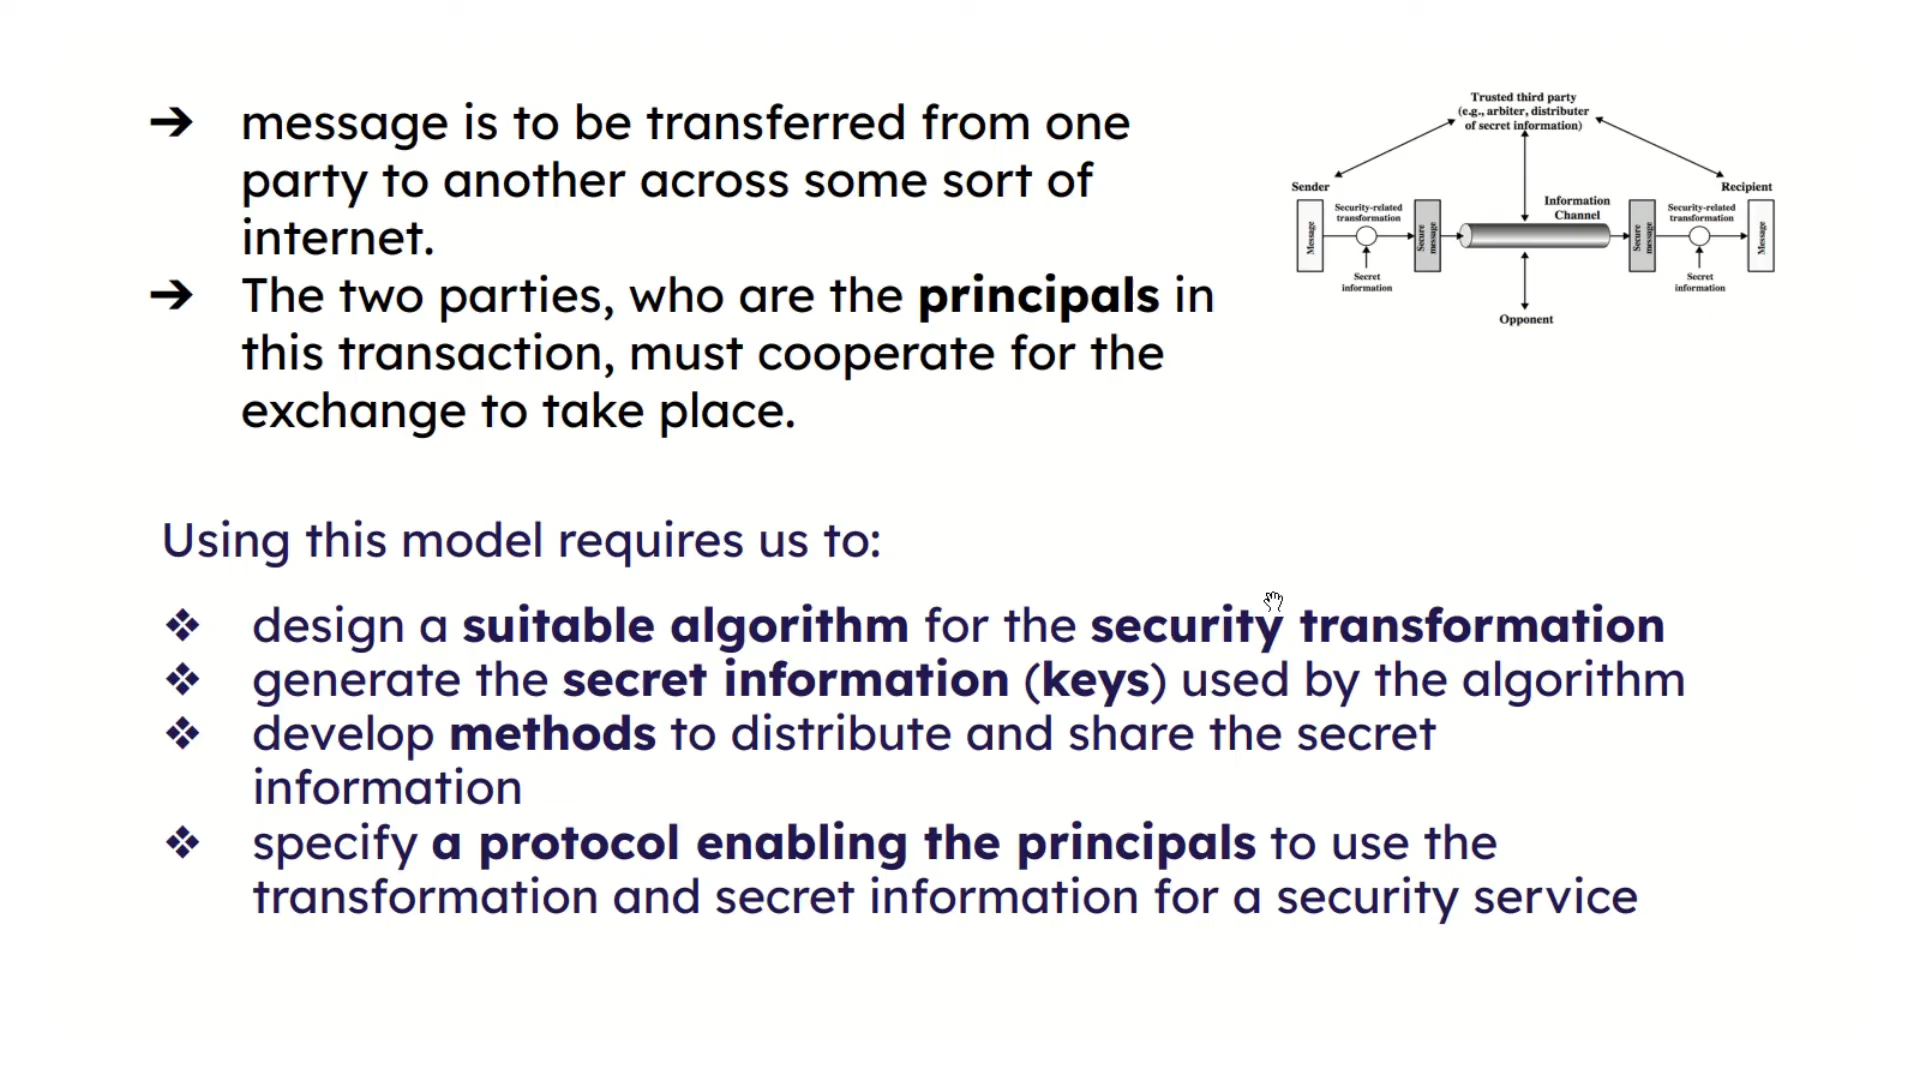 ➔ message is to be transferred from one
party to another across some sort of
internet.
➔ The two parties, who are the principals in
this transaction, must cooperate for the
exchange to take place.
Trusted third party
(e.g., arbiter, distributer
of secret information)
Sender
Recipient
Information
Channel
Security-related
transformation
Security-related
transformation
Message
Secure
message
Secure
message
Message
Secret
information
Secret
information
Opponent
Using this model requires us to:
❖ design a suitable algorithm for the security transformation
❖ generate the secret information (keys) used by the algorithm
❖ develop methods to distribute and share the secret
information
❖ specify a protocol enabling the principals to use the
transformation and secret information for a security service